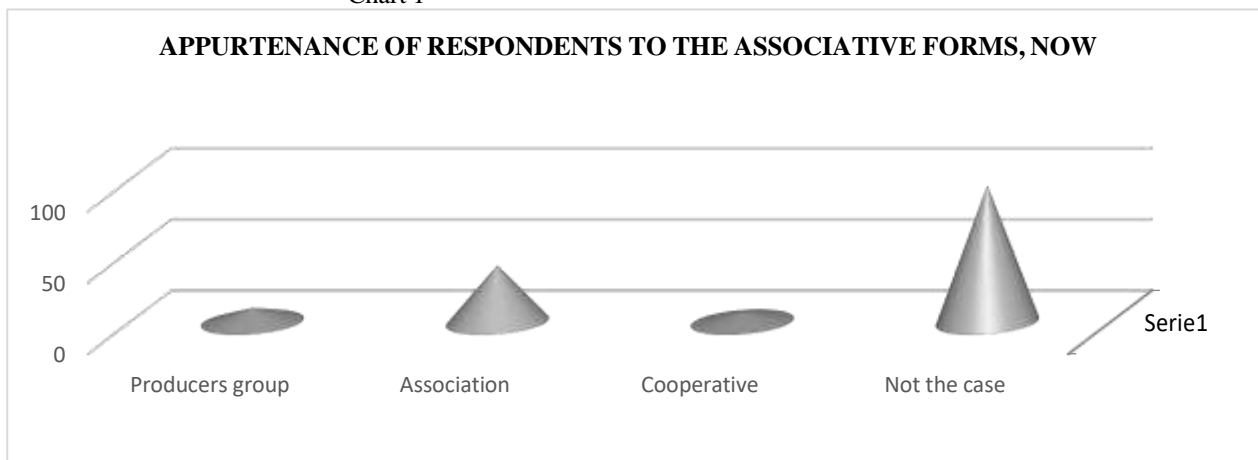 Chart 1
APPURTENANCE OF RESPONDENTS TO THE ASSOCIATIVE FORMS, NOW
100
50
0
Serie1
Producers group Association Cooperative Not the case